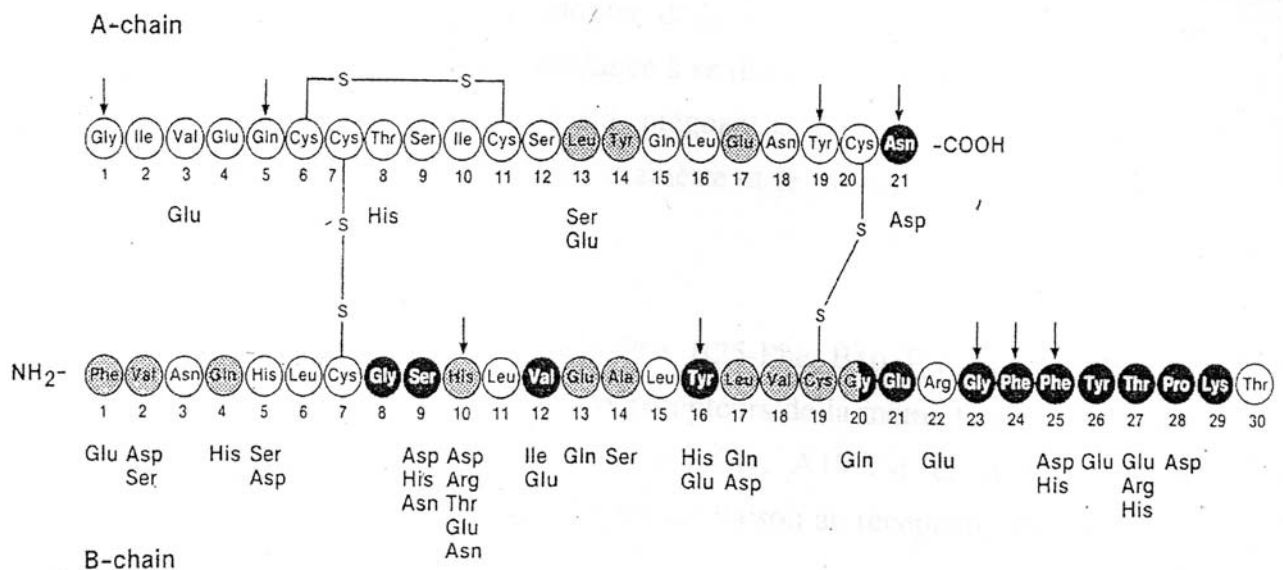 A-chain
S S
Gly Ile Val Glu Gln Cys Cys Thr Ser Ile Cys Ser Leu Tyr Gln Leu Glu Asn Tyr Cys Asn -COOH
1 2 3 4 5 6 7 8 9 10 11 12 13 14 15 16 17 18 19 20 21
Glu His Ser Asp
Glu
S S
S S
NH₂- Phe Val Asn Gln His Leu Cys Gly Ser His Leu Val Glu Ala Leu Tyr Leu Val Cys Gly Glu Arg Gly Phe Phe Tyr Thr Pro Lys Thr
1 2 3 4 5 6 7 8 9 10 11 12 13 14 15 16 17 18 19 20 21 22 23 24 25 26 27 28 29 30
Glu Asp His Ser Asp Asp Ile Gln Ser His Gln Gln Glu Asp Glu Glu Asp
Ser Asp His Arg Glu Glu Asp His Arg
Asn Thr His
Glu
Asn
B-chain